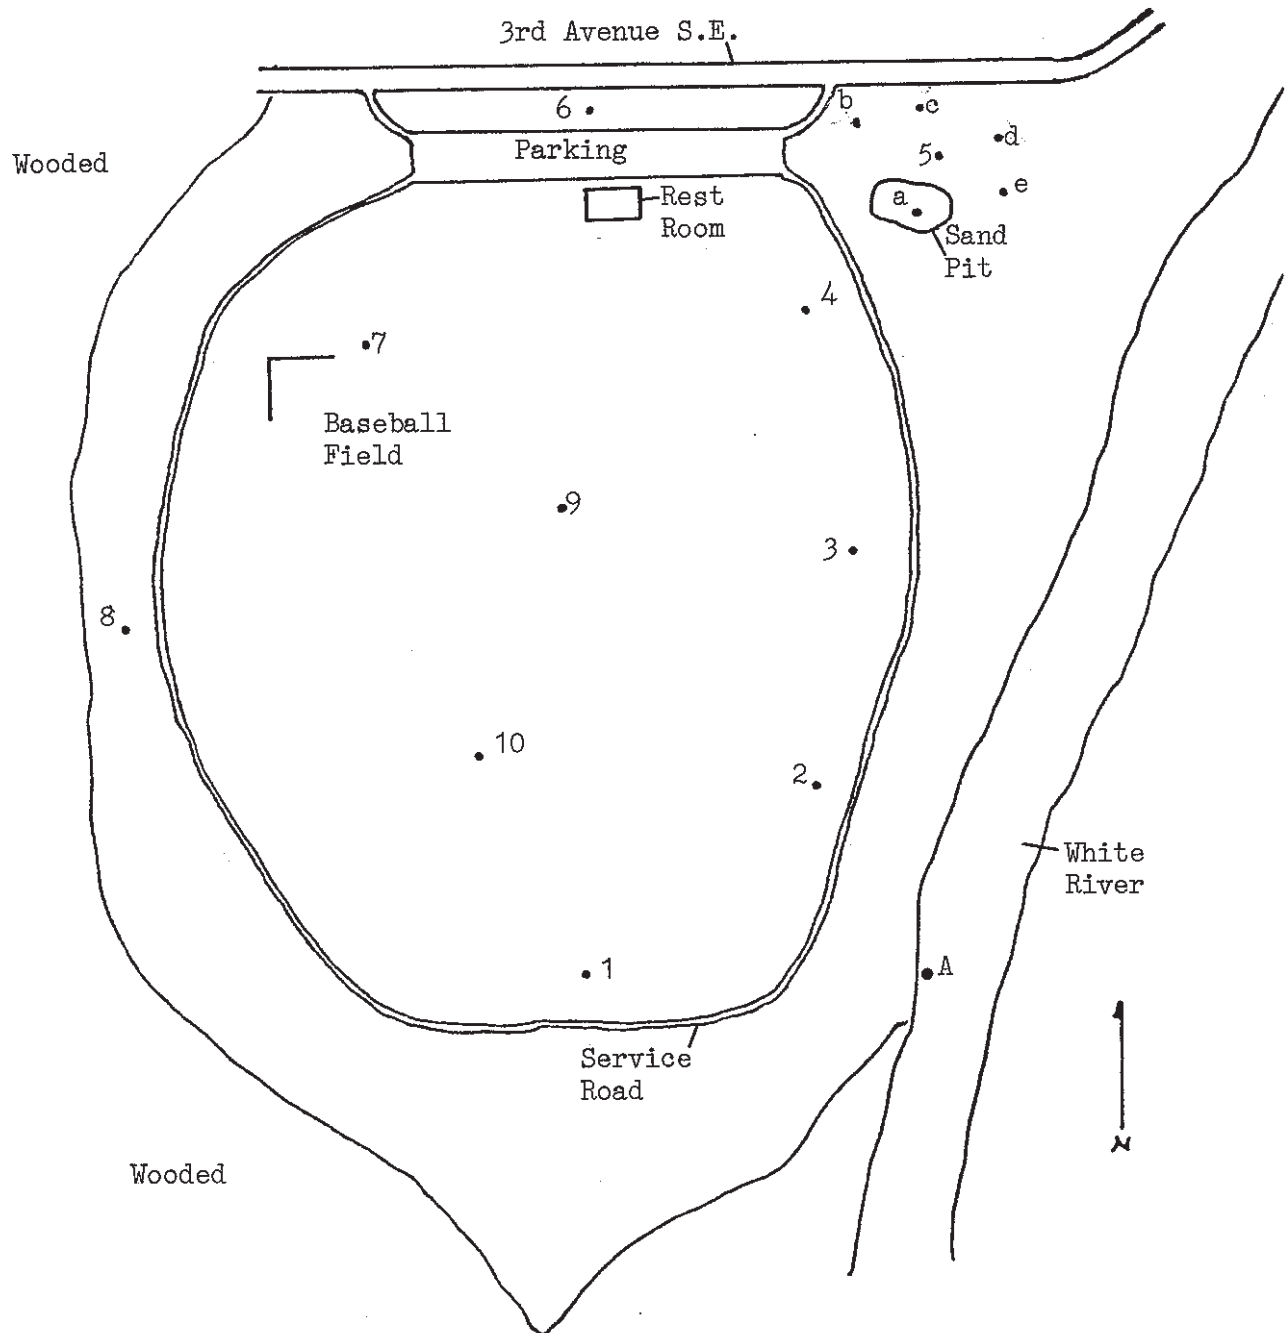 3rd Avenue S.E.
6
b
c
Wooded
Parking
5
d
a
e
Rest
Room
Sand
Pit
4
7
Baseball
Field
9
3
8
10
2
White
River
1
A
Service
Road
N
Wooded